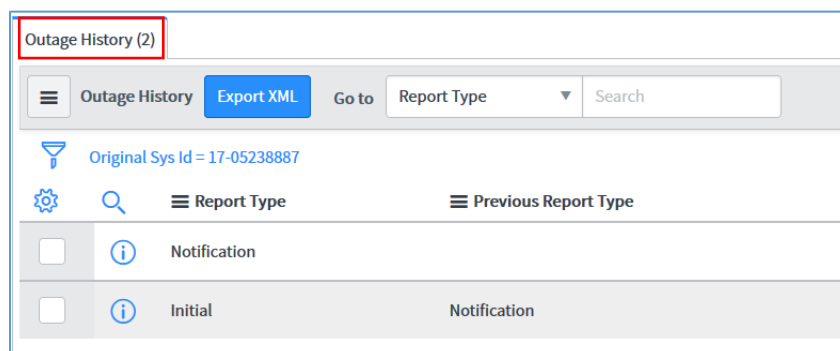 Outage History (2)
Outage History Export XML Go to Report Type Search
Original Sys Id = 17-05238887
Report Type Previous Report Type
Notification
Initial Notification